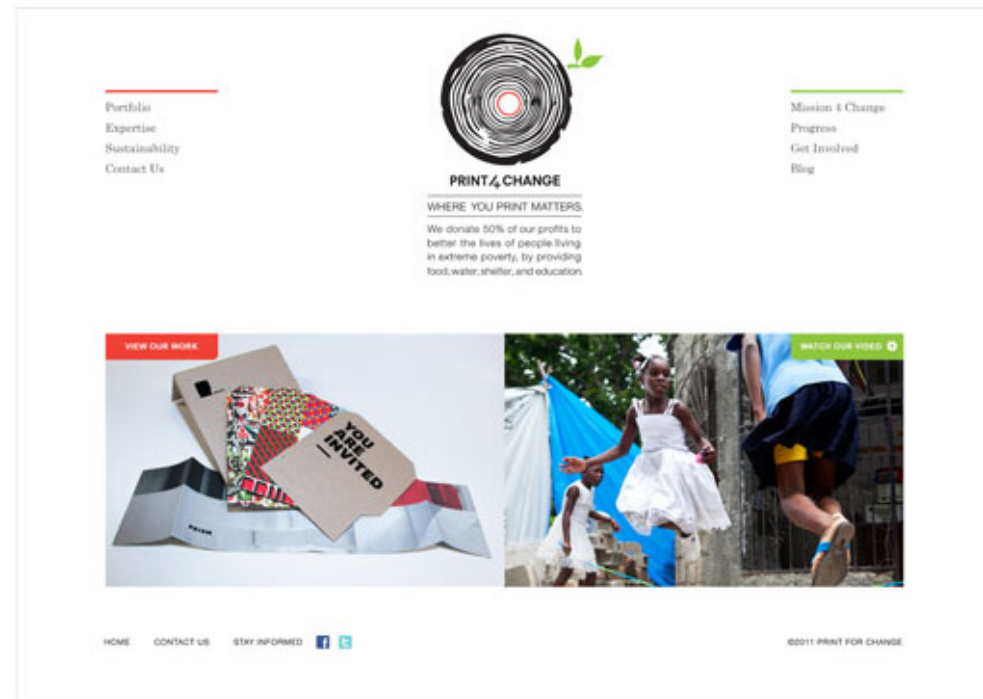 Portfolio
Expertise
Sustainability
Contact Us
PRINT4CHANGE
WHERE YOU PRINT MATTERS.
We donate 50% of our profits to
better the lives of people living
in extreme poverty, by providing
food, water, shelter, and education.
Mission 4 Change
Progress
Get Involved
Blog
VIEW OUR WORK
YOU
ARE
INVITED
PRISM
WATCH OUR VIDEO
HOME CONTACT US STAY INFORMED f t
©2011 PRINT FOR CHANGE